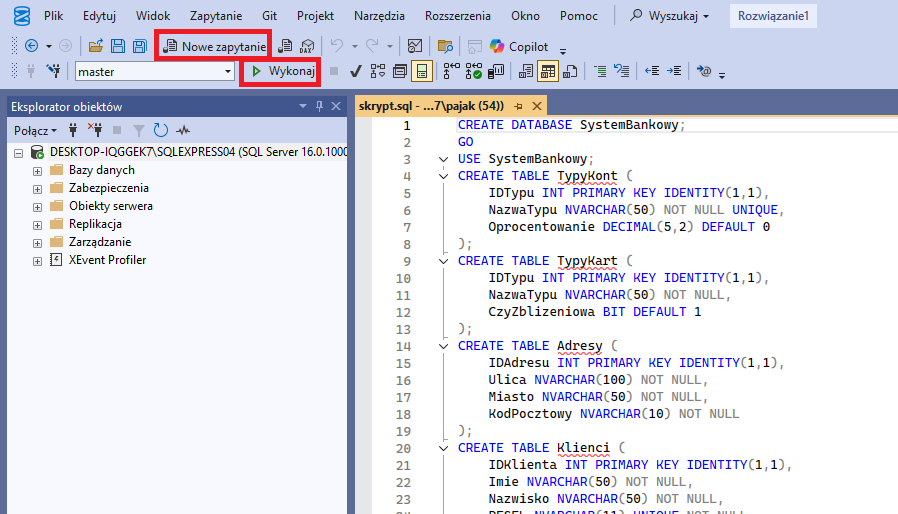 Plik Edytuj Widok Zapytanie Git Projekt Narzędzia Rozszerzenia Okno Pomoc Wyszukaj Rozwiązanie1
Nowe zapytanie DAX Copilot
master Wykonaj
Eksplorator obiektów
Połącz
DESKTOP-IQGGEK7\SQLEXPRESS04 (SQL Server 16.0.1000
Bazy danych
Zabezpieczenia
Obiekty serwera
Replikacja
Zarządzanie
XEvent Profiler
skrypt.sql - ...7\pajak (54))
1 CREATE DATABASE SystemBankowy;
2 GO
3 USE SystemBankowy;
4 CREATE TABLE TypyKont (
5 IDTypu INT PRIMARY KEY IDENTITY(1,1),
6 NazwaTypu NVARCHAR(50) NOT NULL UNIQUE,
7 Oprocentowanie DECIMAL(5,2) DEFAULT 0
8 );
9 CREATE TABLE TypyKart (
10 IDTypu INT PRIMARY KEY IDENTITY(1,1),
11 NazwaTypu NVARCHAR(50) NOT NULL,
12 CzyZblizeniowa BIT DEFAULT 1
13 );
14 CREATE TABLE Adresy (
15 IDAdresu INT PRIMARY KEY IDENTITY(1,1),
16 Ulica NVARCHAR(100) NOT NULL,
17 Miasto NVARCHAR(50) NOT NULL,
18 KodPocztowy NVARCHAR(10) NOT NULL
19 );
20 CREATE TABLE Klienci (
21 IDKlienta INT PRIMARY KEY IDENTITY(1,1),
22 Imie NVARCHAR(50) NOT NULL,
23 Nazwisko NVARCHAR(50) NOT NULL,